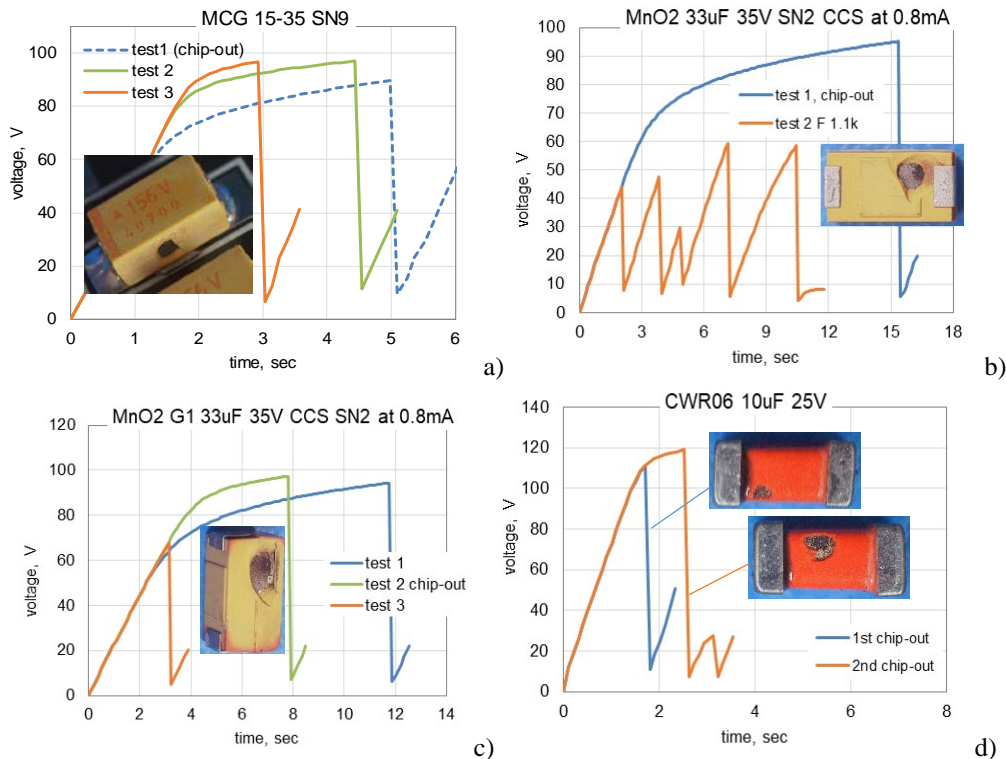 MCG 15-35 SN9
120
100
80
60
40
20
0
voltage, V
test1 (chip-out)
test 2
test 3
156V
0 1 2 3 4 5 6
time, sec
a)
MnO2 33uF 35V SN2 CCS at 0.8mA
100
90
80
70
60
50
40
30
20
10
0
voltage, V
test 1, chip-out
test 2 F 1.1k
0 3 6 9 12 15 18
time, sec
b)
MnO2 G1 33uF 35V CCS SN2 at 0.8mA
120
100
80
60
40
20
0
voltage, V
test 1
test 2 chip-out
test 3
0 2 4 6 8 10 12 14
time, sec
c)
CWR06 10uF 25V
140
120
100
80
60
40
20
0
voltage, V
1st chip-out
2nd chip-out
0 2 4 6 8
time, sec
d)